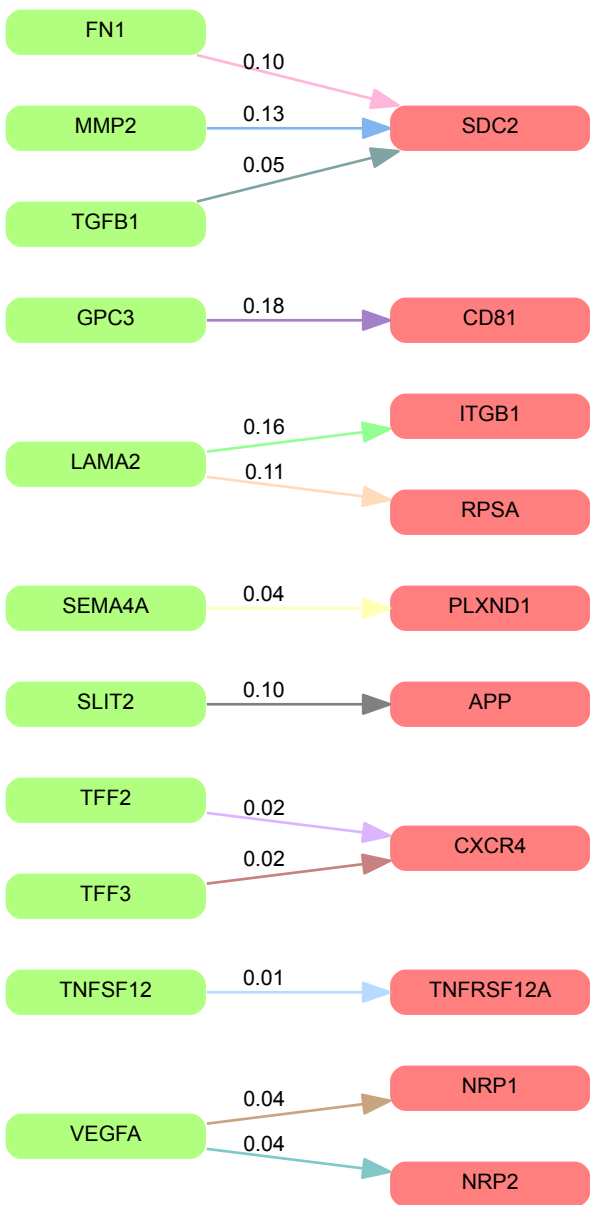 FN1
0.10
MMP2
0.13
SDC2
0.05
TGFB1
GPC3
0.18
CD81
ITGB1
0.16
LAMA2
0.11
RPSA
SEMA4A
0.04
PLXND1
SLIT2
0.10
APP
TFF2
0.02
CXCR4
0.02
TFF3
TNFSF12
0.01
TNFRSF12A
NRP1
0.04
VEGFA
0.04
NRP2